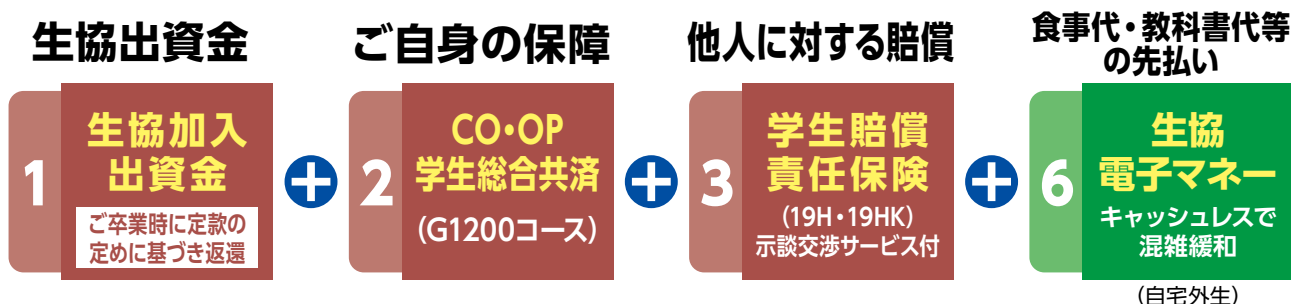 生協出資金
1
生協加入
出資金
ご卒業時に定款の
定めに基づき返還
+
ご自身の保障
2
CO・OP
学生総合共済
(G1200コース)
+
他人に対する賠償
3
学生賠償
責任保険
(19H・19HK)
示談交渉サービス付
+
食事代・教科書代等
の先払い
6
生協
電子マネー
キャッシュレスで
混雑緩和
(自宅外生)